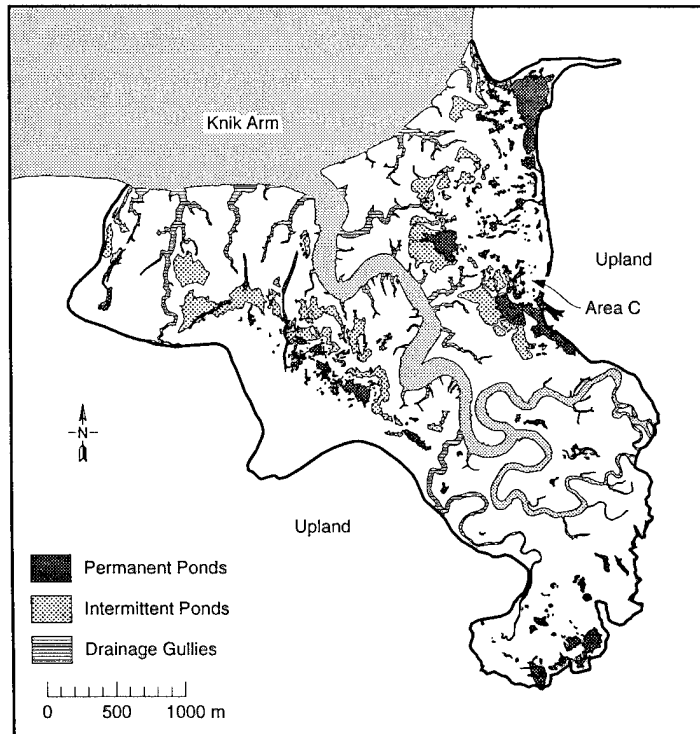 Knik Arm
Upland
Area C
-N-
Upland
Permanent Ponds
Intermittent Ponds
Drainage Gullies
0 500 1000 m